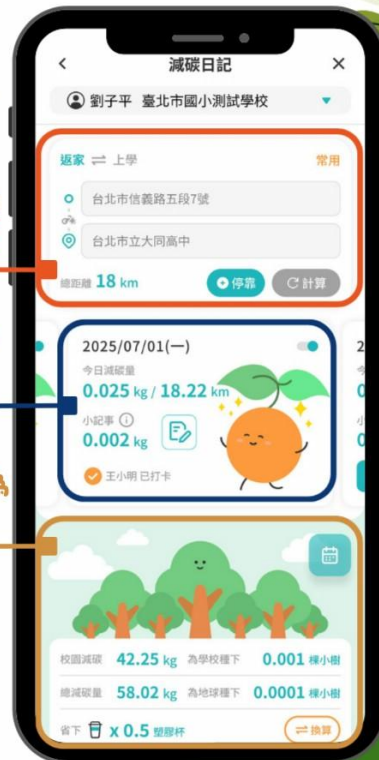 減碳日記
劉子平 臺北市國小測試學校
返家 ⇌ 上學 常用
台北市信義路五段7號
台北市立大同高中
總距離 18 km 停靠 計算
2025/07/01(一)
今日減碳量
0.025 kg / 18.22 km
小記事
0.002 kg
王小明 已打卡
校園減碳 42.25 kg 為學校種下 0.001 棵小樹
總減碳量 58.02 kg 為地球種下 0.0001 棵小樹
省下 x 0.5 塑膠杯 換算